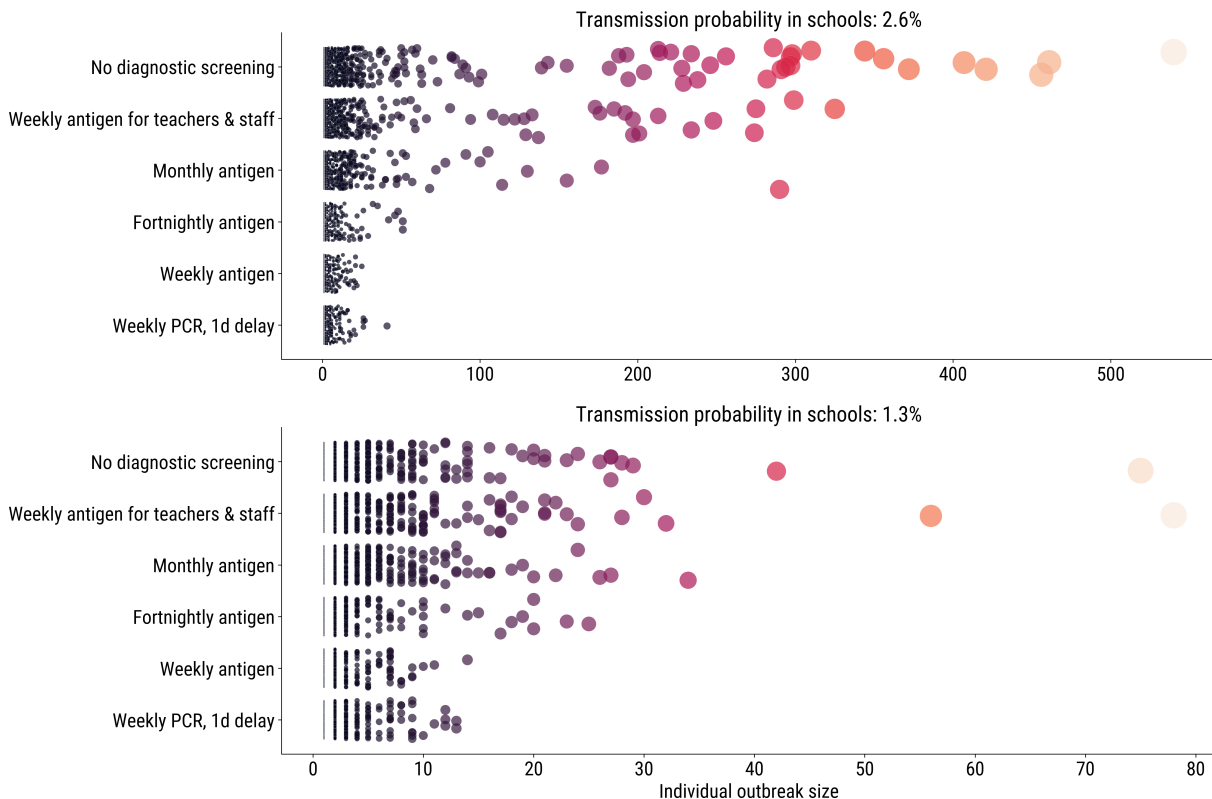 Transmission probability in schools: 2.6%
No diagnostic screening
Weekly antigen for teachers & staff
Monthly antigen
Fortnightly antigen
Weekly antigen
Weekly PCR, 1d delay
0 100 200 300 400 500
Transmission probability in schools: 1.3%
No diagnostic screening
Weekly antigen for teachers & staff
Monthly antigen
Fortnightly antigen
Weekly antigen
Weekly PCR, 1d delay
0 10 20 30 40 50 60 70 80
Individual outbreak size